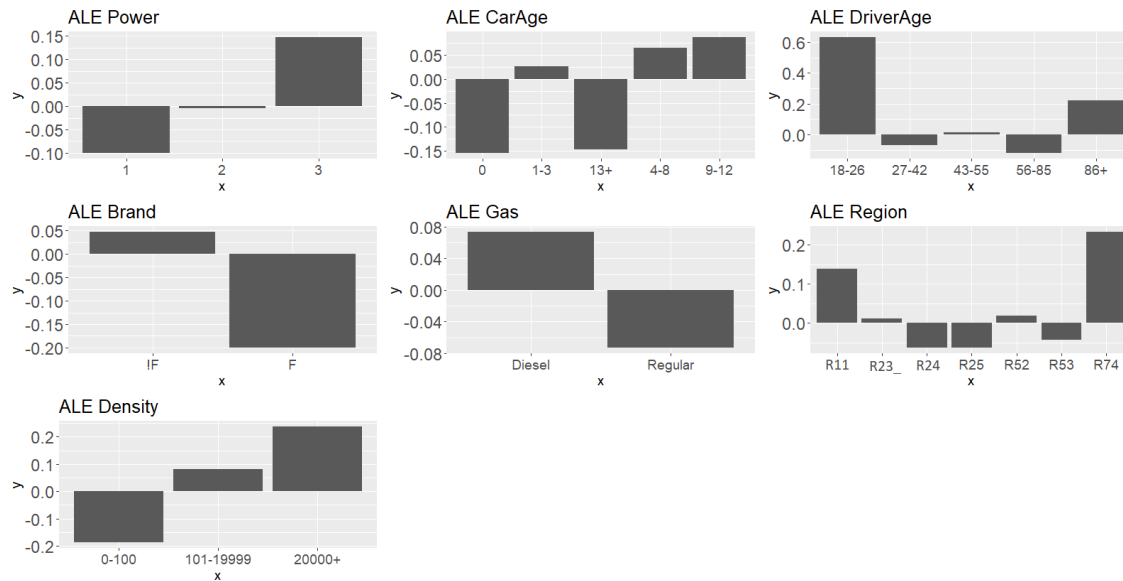 ALE Power
0.15
0.10
0.05
0.00
-0.05
-0.10
y
1 2 3
x
ALE CarAge
0.05
0.00
-0.05
-0.10
-0.15
y
0 1-3 13+ 4-8 9-12
x
ALE DriverAge
0.6
0.4
0.2
0.0
y
18-26 27-42 43-55 56-85 86+
x
ALE Brand
0.05
0.00
-0.05
-0.10
-0.15
-0.20
y
!F F
x
ALE Gas
0.08
0.04
0.00
-0.04
-0.08
y
Diesel Regular
x
ALE Region
0.2
0.1
0.0
y
R11 R23_ R24 R25 R52 R53 R74
x
ALE Density
0.2
0.1
0.0
-0.1
-0.2
y
0-100 101-19999 20000+
x